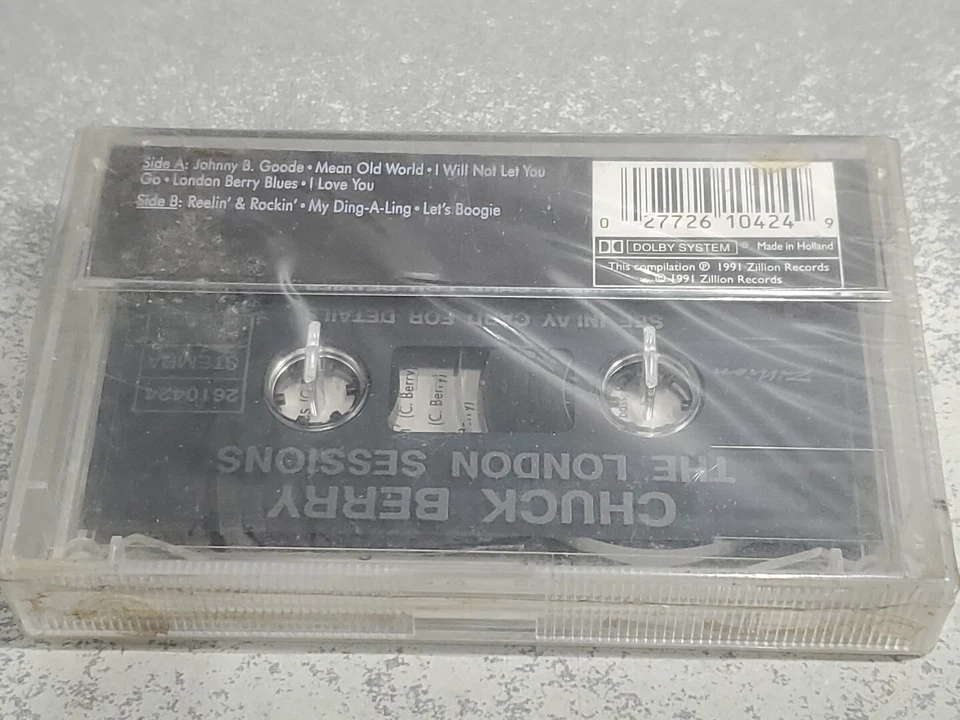 Side A: Johnny B. Goode • Mean Old World • I Will Not Let You
Go • London Berry Blues • I Love You
Side B: Reelin' & Rockin' • My Ding-A-Ling • Let's Boogie
0 27726 10424 9
DOLBY SYSTEM ® Made in Holland
This compilation ℗ 1991 Zillion Records
© 1991 Zillion Records
SEE INLAY CARD FOR DETAILS
STEMRA
2610424
Zillion
(C. Berry)
(C. Berry)
THE LONDON SESSIONS
CHUCK BERRY